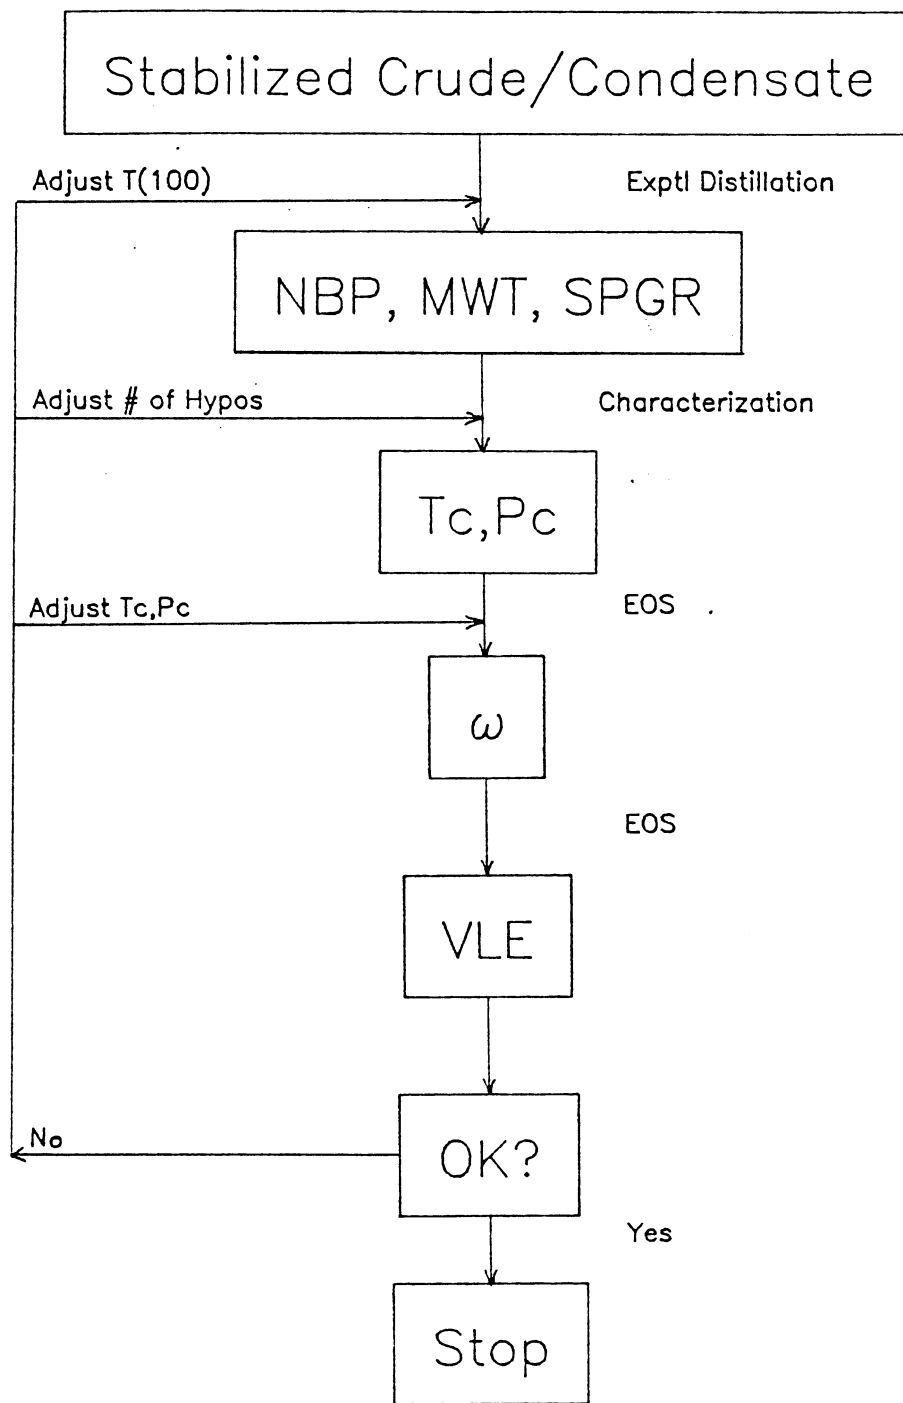 Stabilized Crude/Condensate
Adjust T(100)
Exptl Distillation
NBP, MWT, SPGR
Adjust # of Hypos
Characterization
Tc,Pc
Adjust Tc,Pc
EOS
ω
EOS
VLE
No
OK?
Yes
Stop